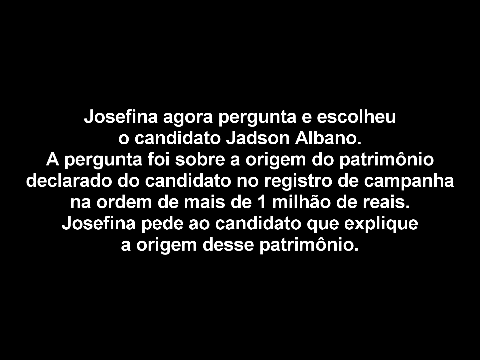 Josefina agora pergunta e escolheu
o candidato Jadson Albano.
A pergunta foi sobre a origem do patrimônio
declarado do candidato no registro de campanha
na ordem de mais de 1 milhão de reais.
Josefina pede ao candidato que explique
a origem desse patrimônio.